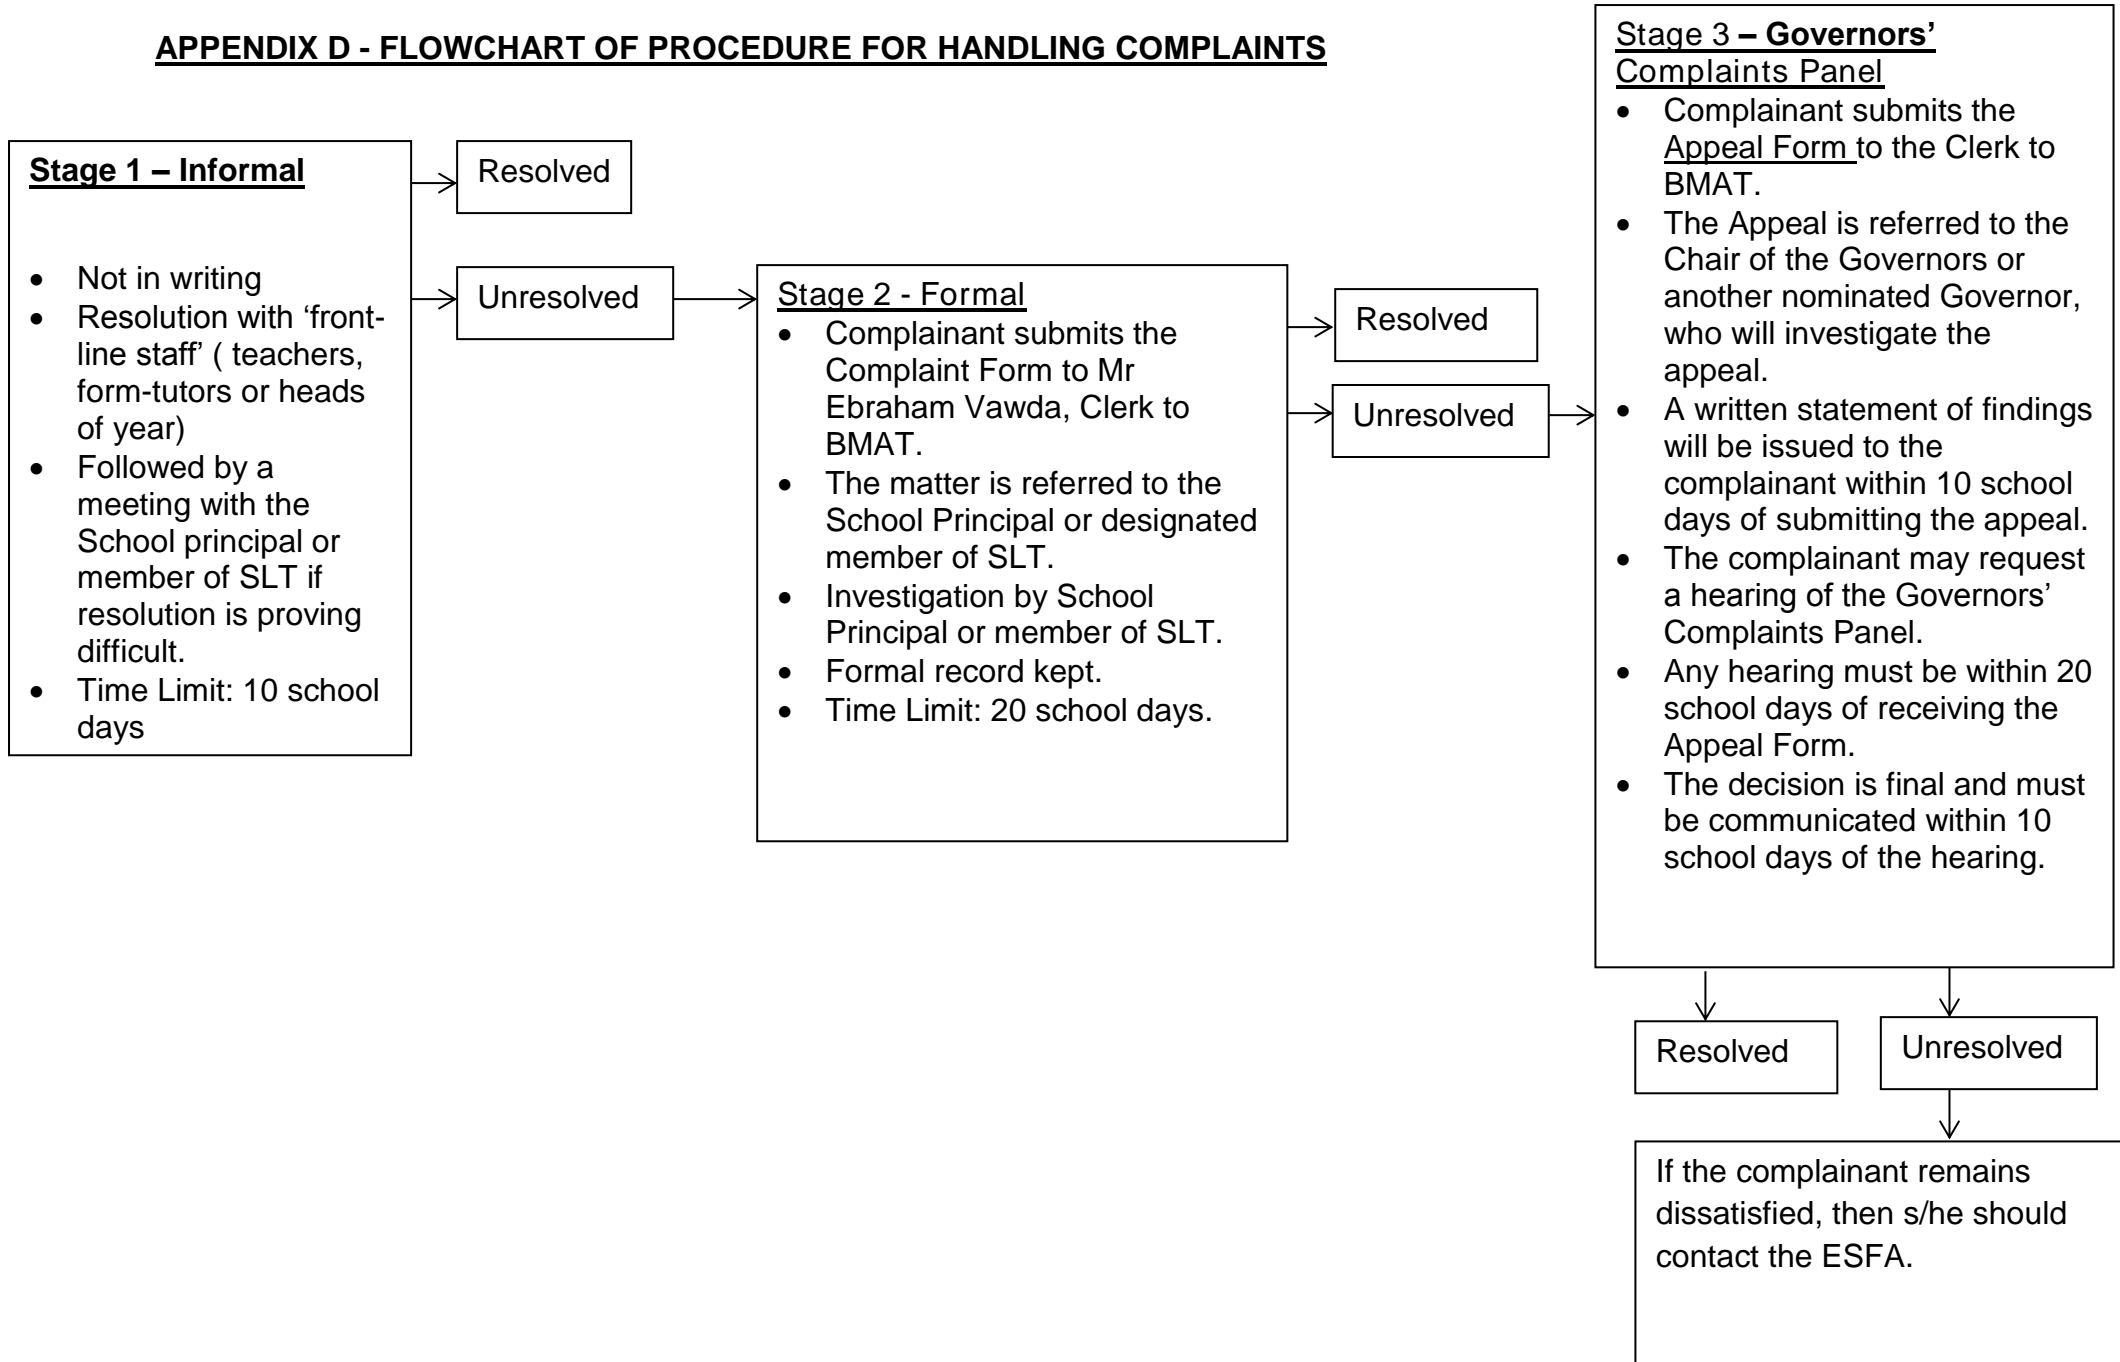 APPENDIX D - FLOWCHART OF PROCEDURE FOR HANDLING COMPLAINTS
Stage 1 – Informal
• Not in writing
• Resolution with ‘front-
line staff’ ( teachers,
form-tutors or heads
of year)
• Followed by a
meeting with the
School principal or
member of SLT if
resolution is proving
difficult.
• Time Limit: 10 school
days
Resolved
Unresolved
Stage 2 - Formal
• Complainant submits the
Complaint Form to Mr
Ebraham Vawda, Clerk to
BMAT.
• The matter is referred to the
School Principal or designated
member of SLT.
• Investigation by School
Principal or member of SLT.
• Formal record kept.
• Time Limit: 20 school days.
Resolved
Unresolved
Stage 3 – Governors’
Complaints Panel
• Complainant submits the
Appeal Form to the Clerk to
BMAT.
• The Appeal is referred to the
Chair of the Governors or
another nominated Governor,
who will investigate the
appeal.
• A written statement of findings
will be issued to the
complainant within 10 school
days of submitting the appeal.
• The complainant may request
a hearing of the Governors’
Complaints Panel.
• Any hearing must be within 20
school days of receiving the
Appeal Form.
• The decision is final and must
be communicated within 10
school days of the hearing.
Resolved
Unresolved
If the complainant remains
dissatisfied, then s/he should
contact the ESFA.